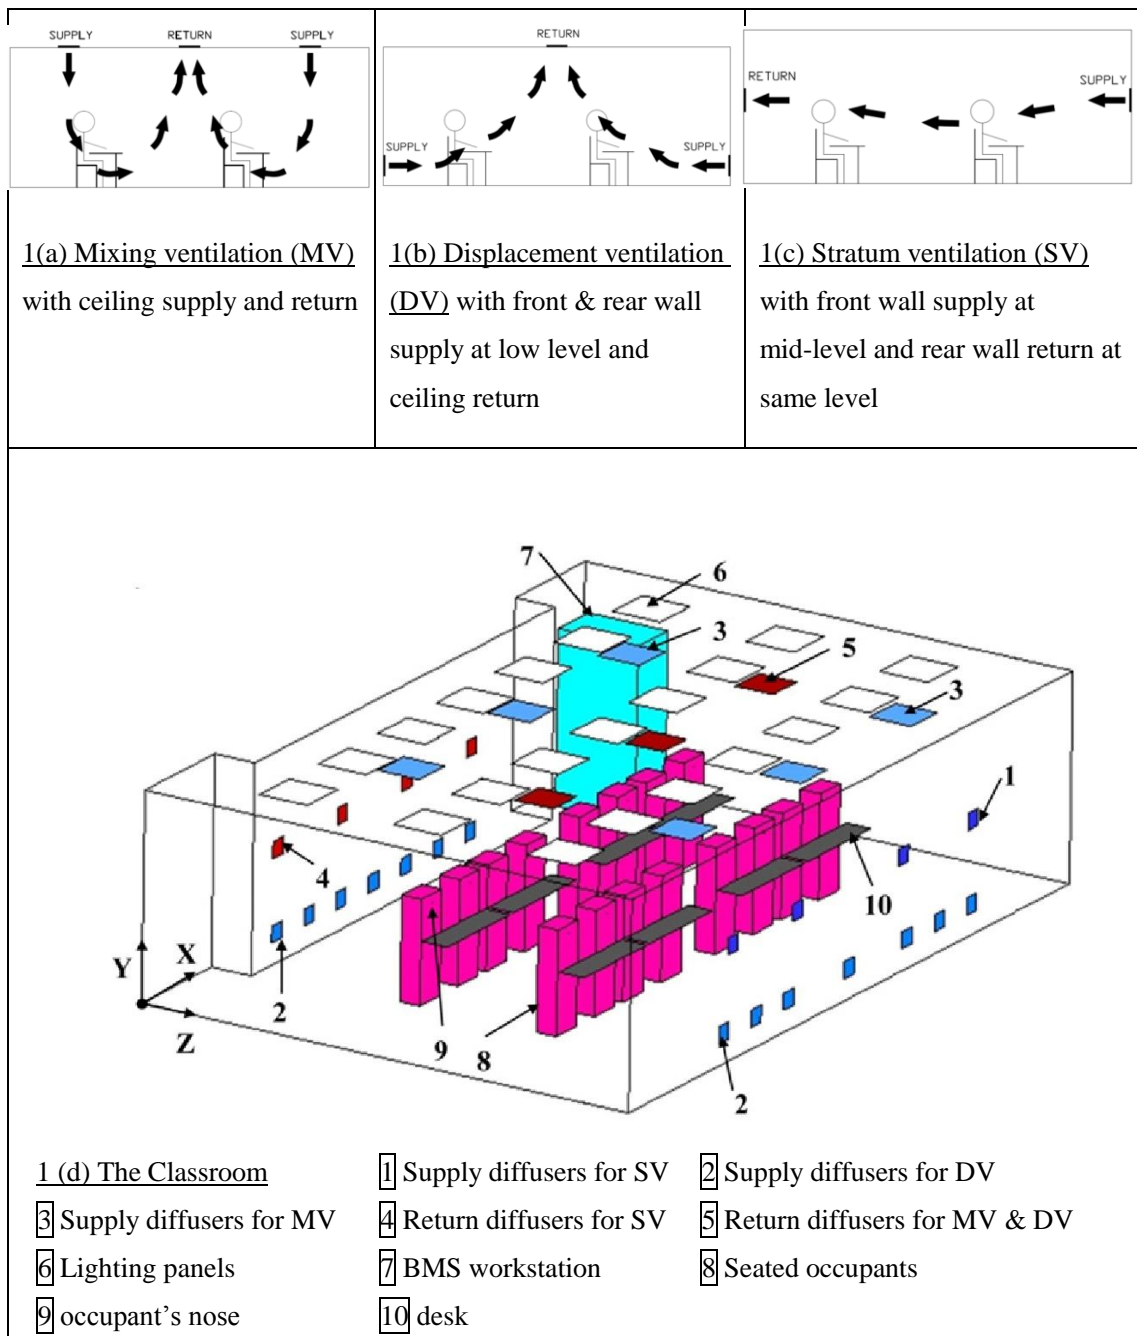 SUPPLY RETURN SUPPLY
RETURN
SUPPLY SUPPLY
RETURN SUPPLY
1(a) Mixing ventilation (MV)
with ceiling supply and return
1(b) Displacement ventilation
(DV) with front & rear wall
supply at low level and
ceiling return
1(c) Stratum ventilation (SV)
with front wall supply at
mid-level and rear wall return at
same level
7
6
3
5
3
1
4
10
Y
X
2
Z
9
8
2
1 (d) The Classroom 1 Supply diffusers for SV 2 Supply diffusers for DV
3 Supply diffusers for MV 4 Return diffusers for SV 5 Return diffusers for MV & DV
6 Lighting panels 7 BMS workstation 8 Seated occupants
9 occupant’s nose 10 desk